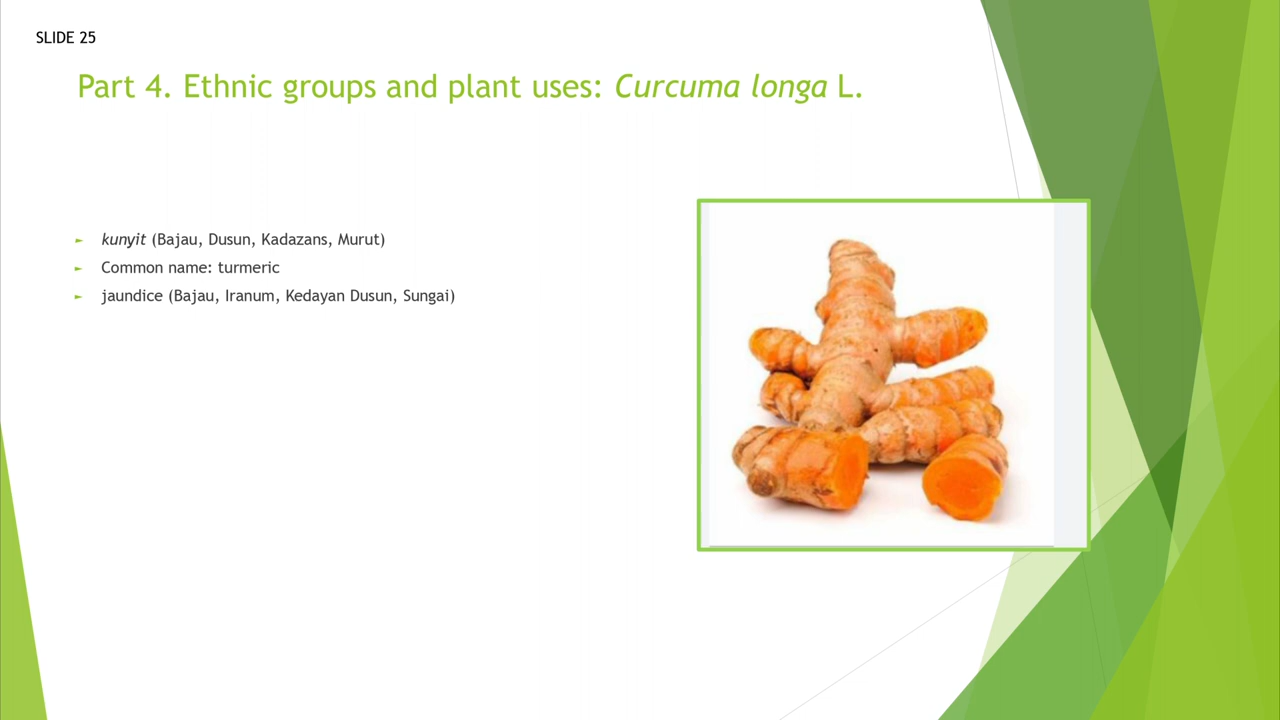 SLIDE 25
Part 4. Ethnic groups and plant uses: Curcuma longa L.
► kunyit (Bajau, Dusun, Kadazans, Murut)
► Common name: turmeric
► jaundice (Bajau, Iranum, Kedayan Dusun, Sungai)